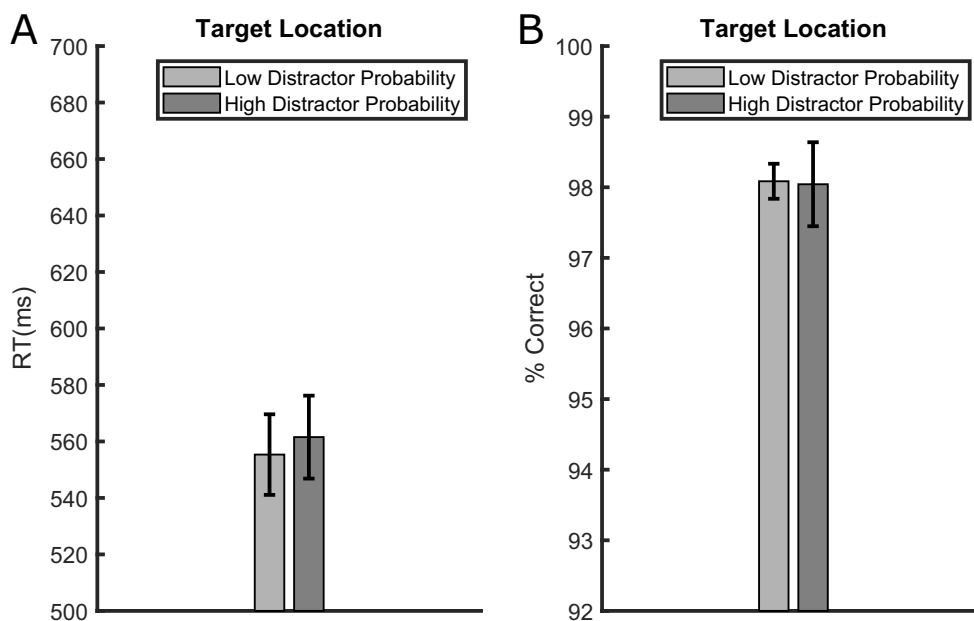 A
Target Location
Low Distractor Probability
High Distractor Probability
RT(ms)
700
680
660
640
620
600
580
560
540
520
500
B
Target Location
Low Distractor Probability
High Distractor Probability
% Correct
100
99
98
97
96
95
94
93
92